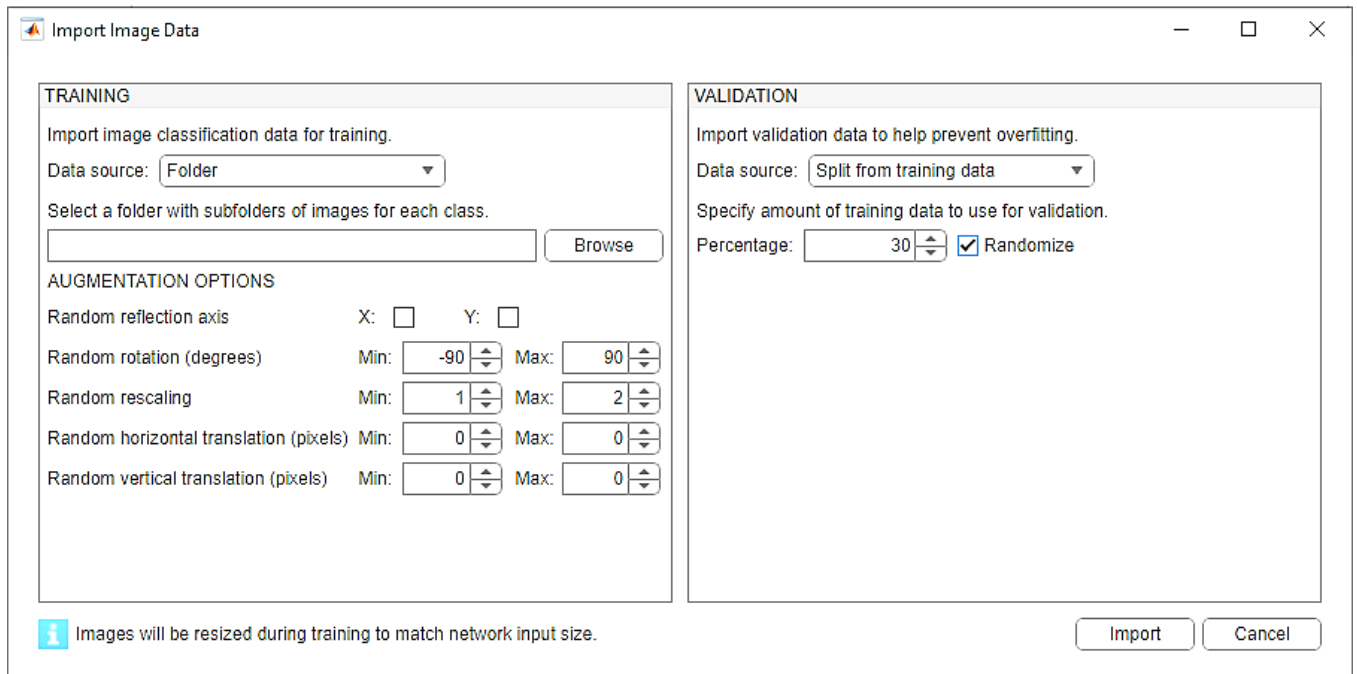 Import Image Data
TRAINING
Import image classification data for training.
Data source: Folder
Select a folder with subfolders of images for each class.
Browse
AUGMENTATION OPTIONS
Random reflection axis X: Y:
Random rotation (degrees) Min: -90 Max: 90
Random rescaling Min: 1 Max: 2
Random horizontal translation (pixels) Min: 0 Max: 0
Random vertical translation (pixels) Min: 0 Max: 0
VALIDATION
Import validation data to help prevent overfitting.
Data source: Split from training data
Specify amount of training data to use for validation.
Percentage: 30 Randomize
Images will be resized during training to match network input size.
Import Cancel